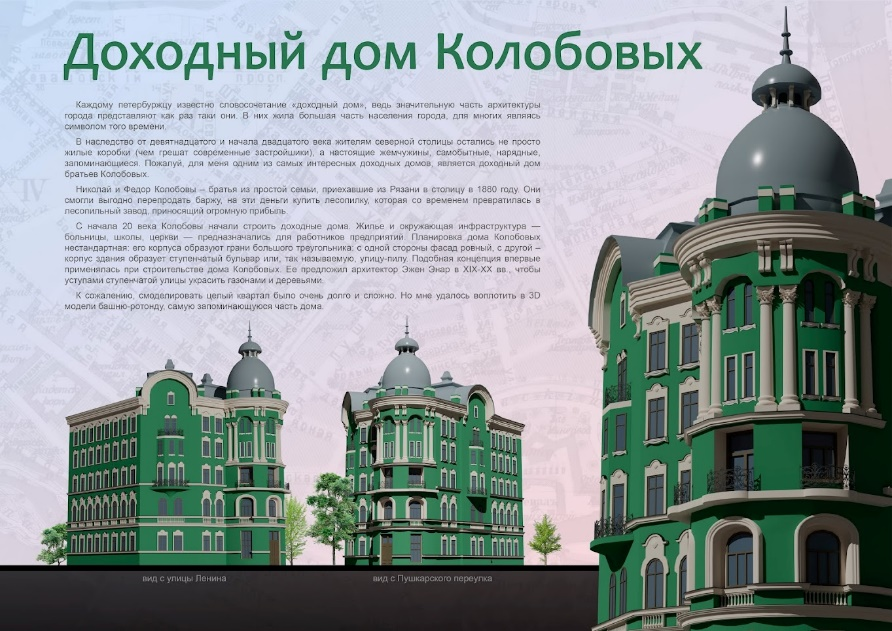 Доходный дом Колобовых
Каждому петербуржцу известно словосочетание «доходный дом», ведь значительную часть архитектуры
города представляют как раз таки они. В них жила большая часть населения города, для многих являясь
символом того времени.
В наследство от девятнадцатого и начала двадцатого века жителям северной столицы остались не просто
жилые коробки (чем грешат современные застройщики), а настоящие жемчужины, самобытные, нарядные,
запоминающиеся. Пожалуй, для меня одним из самых интересных доходных домов, является доходный дом
братьев Колобовых.
Николай и Федор Колобовы – братья из простой семьи, приехавшие из Рязани в столицу в 1880 году. Они
смогли выгодно перепродать баржу, на эти деньги купить лесопилку, которая со временем превратилась в
лесопильный завод, приносящий огромную прибыль.
С начала 20 века Колобовы начали строить доходные дома. Жилье и окружающая инфраструктура —
больницы, школы, церкви — предназначались для работников предприятий. Планировка дома Колобовых
нестандартная: его корпуса образуют грани большого треугольника: с одной стороны фасад ровный, с другой –
корпус здания образует ступенчатый бульвар или, так называемую, улицу-пилу. Подобная концепция впервые
применялась при строительстве дома Колобовых. Ее предложил архитектор Эжен Энар в XIX-XX вв., чтобы
уступами ступенчатой улицы украсить газонами и деревьями.
К сожалению, смоделировать целый квартал было очень долго и сложно. Но мне удалось воплотить в 3D
модели башню-ротонду, самую запоминающуюся часть дома.
вид с улицы Ленина
вид с Пушкарского переулка